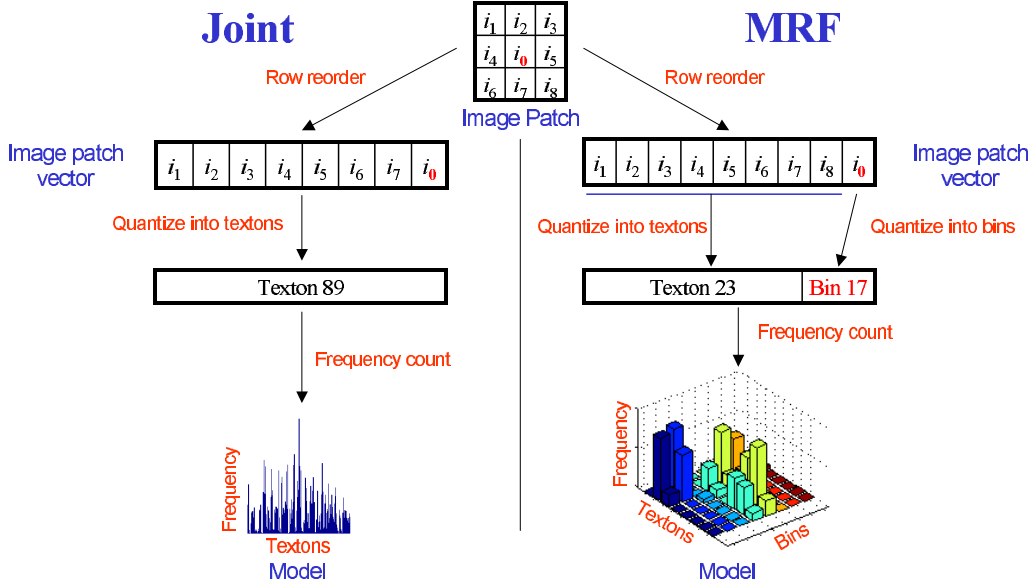 Joint
MRF
i1 i2 i3
i4 i0 i5
i6 i7 i8
Image Patch
Row reorder
Row reorder
Image patch
vector
i1 i2 i3 i4 i5 i6 i7 i0
i1 i2 i3 i4 i5 i6 i7 i8 i0
Image patch
vector
Quantize into textons
Quantize into textons
Quantize into bins
Texton 89
Texton 23
Bin 17
Frequency count
Frequency count
Frequency
Textons
Model
Frequency
Textons
Bins
Model